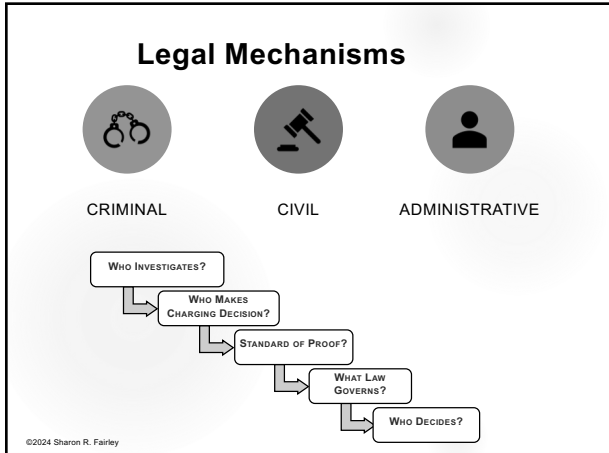 Legal Mechanisms
CRIMINAL
CIVIL
ADMINISTRATIVE
WHO INVESTIGATES?
WHO MAKES
CHARGING DECISION?
STANDARD OF PROOF?
WHAT LAW
GOVERNS?
WHO DECIDES?
©2024 Sharon R. Fairley